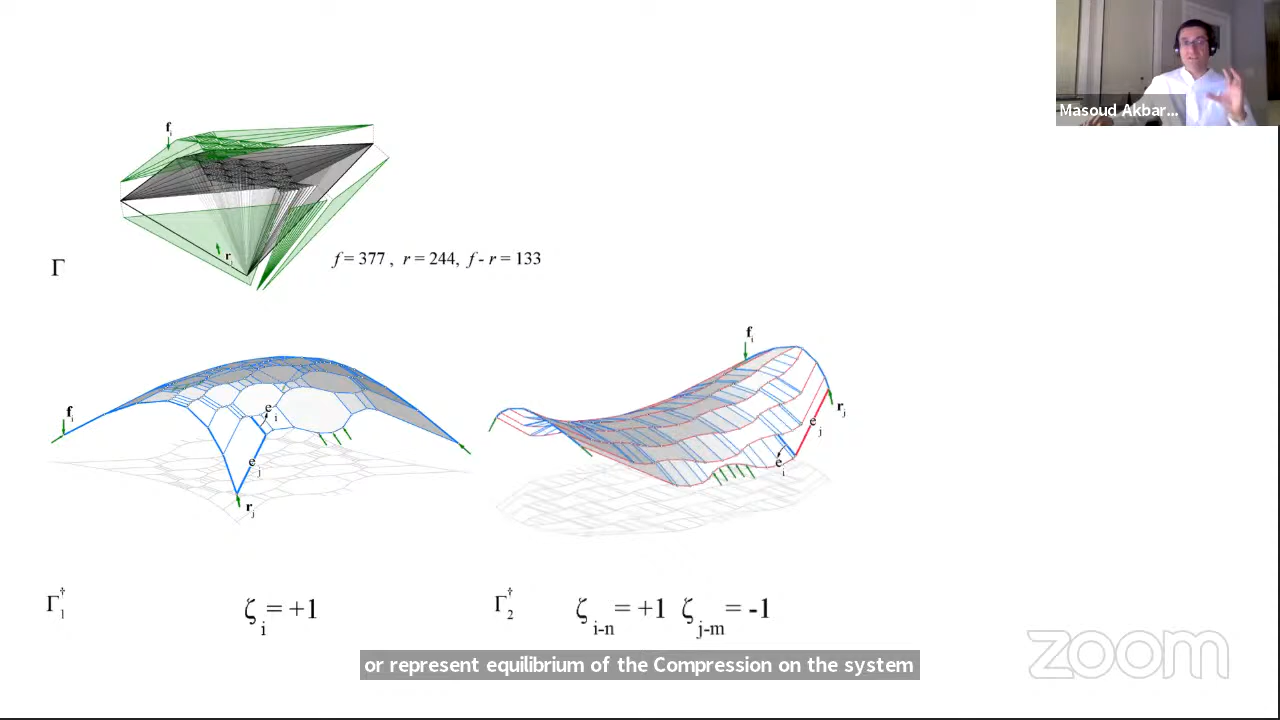 Masoud Akbar...
f i
r
Γ
f = 377 , r = 244, f - r = 133
f i
e i
e j
r j
f i
r j
e j
e i
Γ 1 †
ζ i = +1
Γ 2 †
ζ i-n = +1 ζ j-m = -1
or represent equilibrium of the Compression on the system
zoom